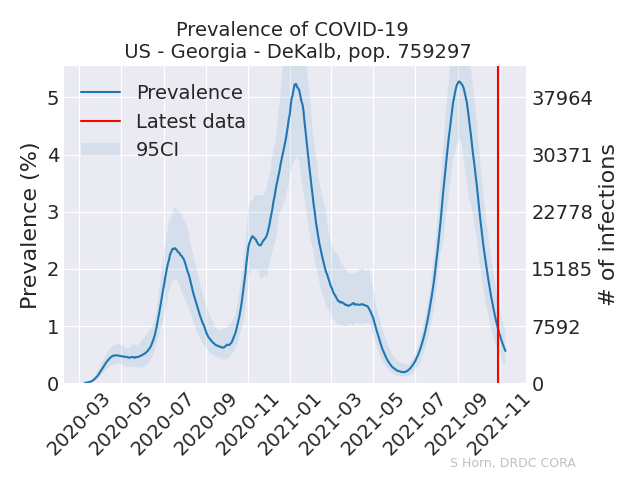 Prevalence of COVID-19
US - Georgia - DeKalb, pop. 759297
Prevalence
Latest data
95CI
Prevalence (%)
5
4
3
2
1
0
37964
30371
22778
15185
7592
0
# of infections
2020-03
2020-05
2020-07
2020-09
2020-11
2021-01
2021-03
2021-05
2021-07
2021-09
2021-11
S Horn, DRDC CORA